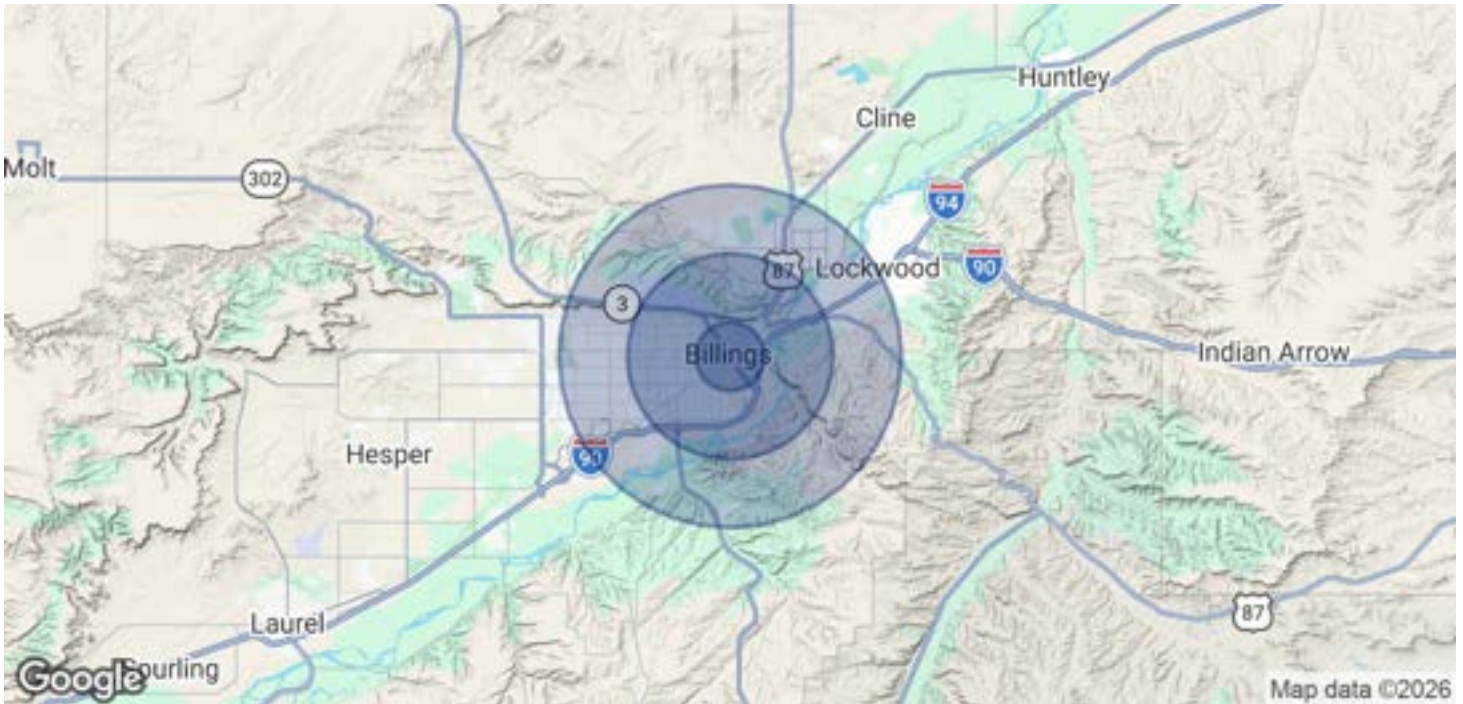 Huntley
Cline
Molt
302
94
87
Lockwood
90
3
Billings
Indian Arrow
Hesper
90
87
Laurel
Google
Map data ©2026